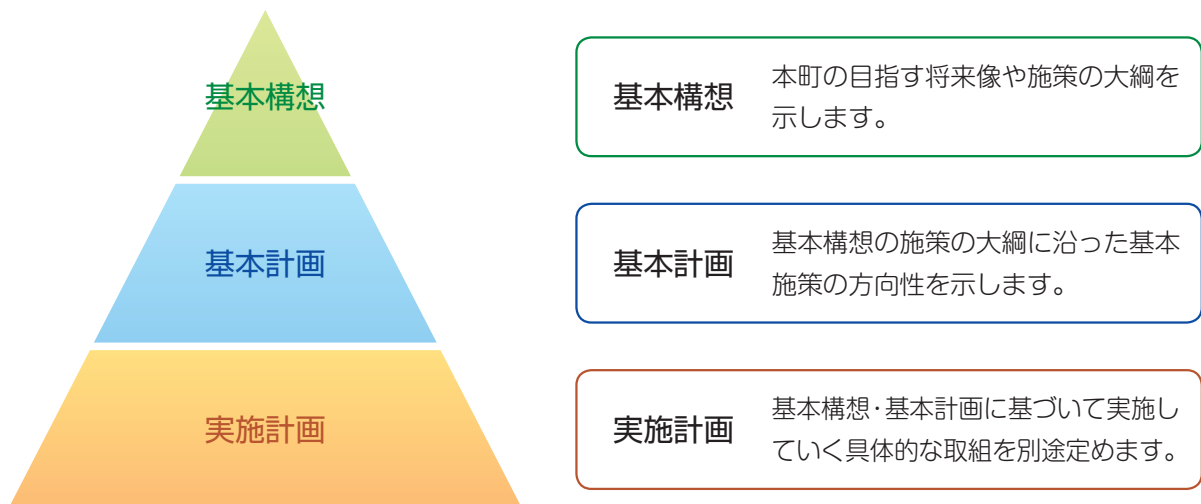 基本構想
基本計画
実施計画
基本構想
本町の目指す将来像や施策の大綱を
示します。
基本計画
基本構想の施策の大綱に沿った基本
施策の方向性を示します。
実施計画
基本構想・基本計画に基づいて実施し
ていく具体的な取組を別途定めます。